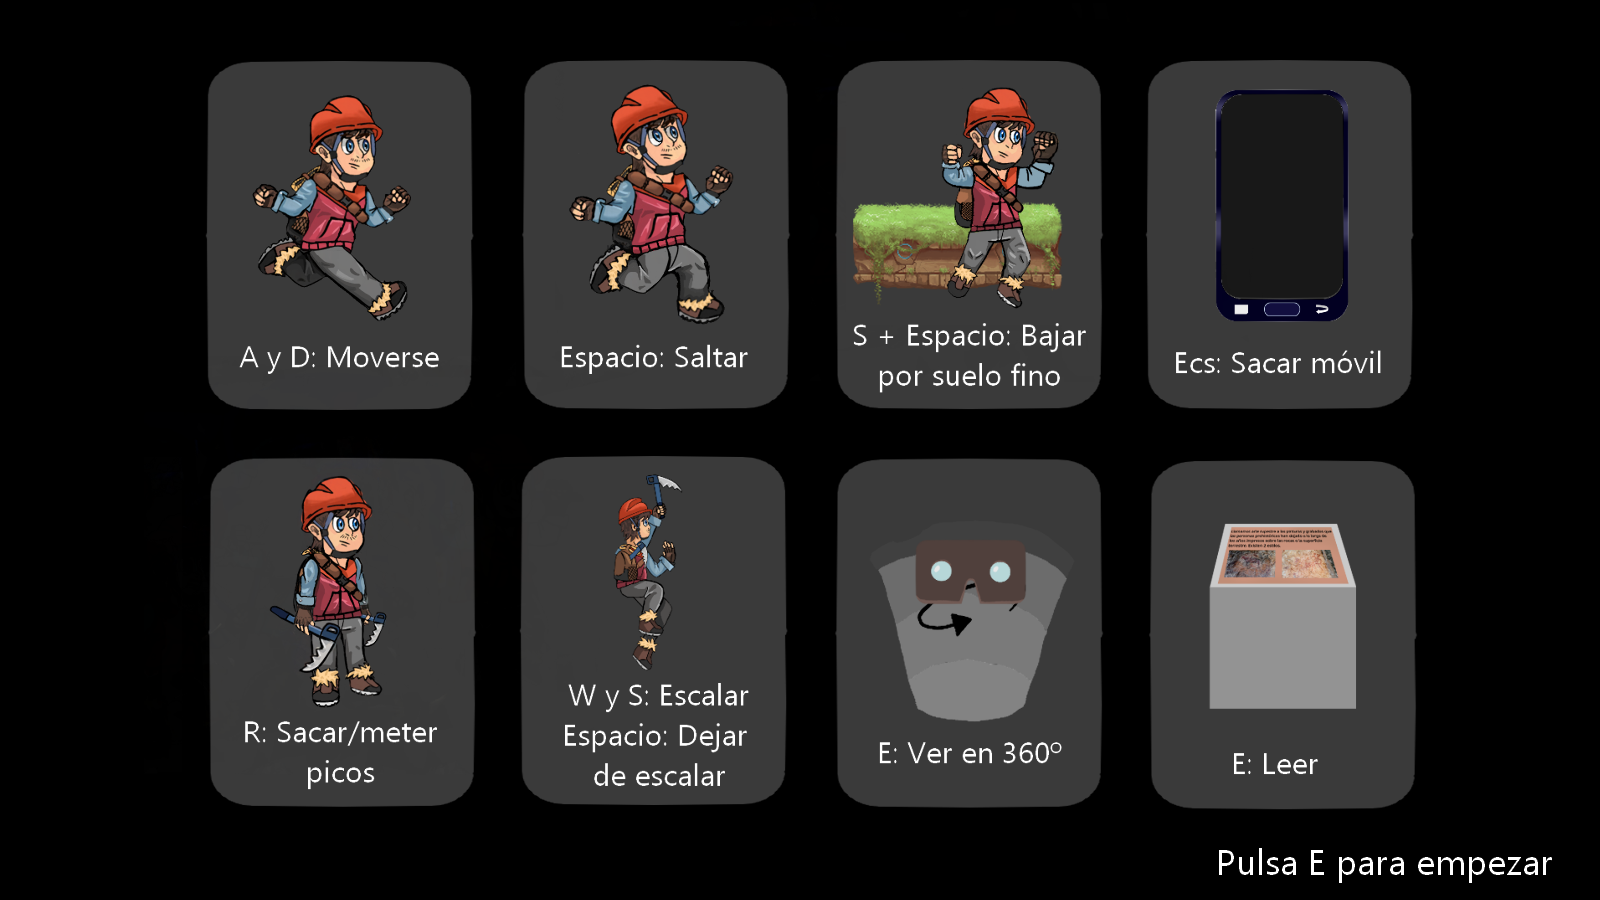 A y D: Moverse
Espacio: Saltar
S + Espacio: Bajar
por suelo fino
Ecs: Sacar móvil
R: Sacar/meter
picos
W y S: Escalar
Espacio: Dejar
de escalar
E: Ver en 360º
E: Leer
Pulsa E para empezar